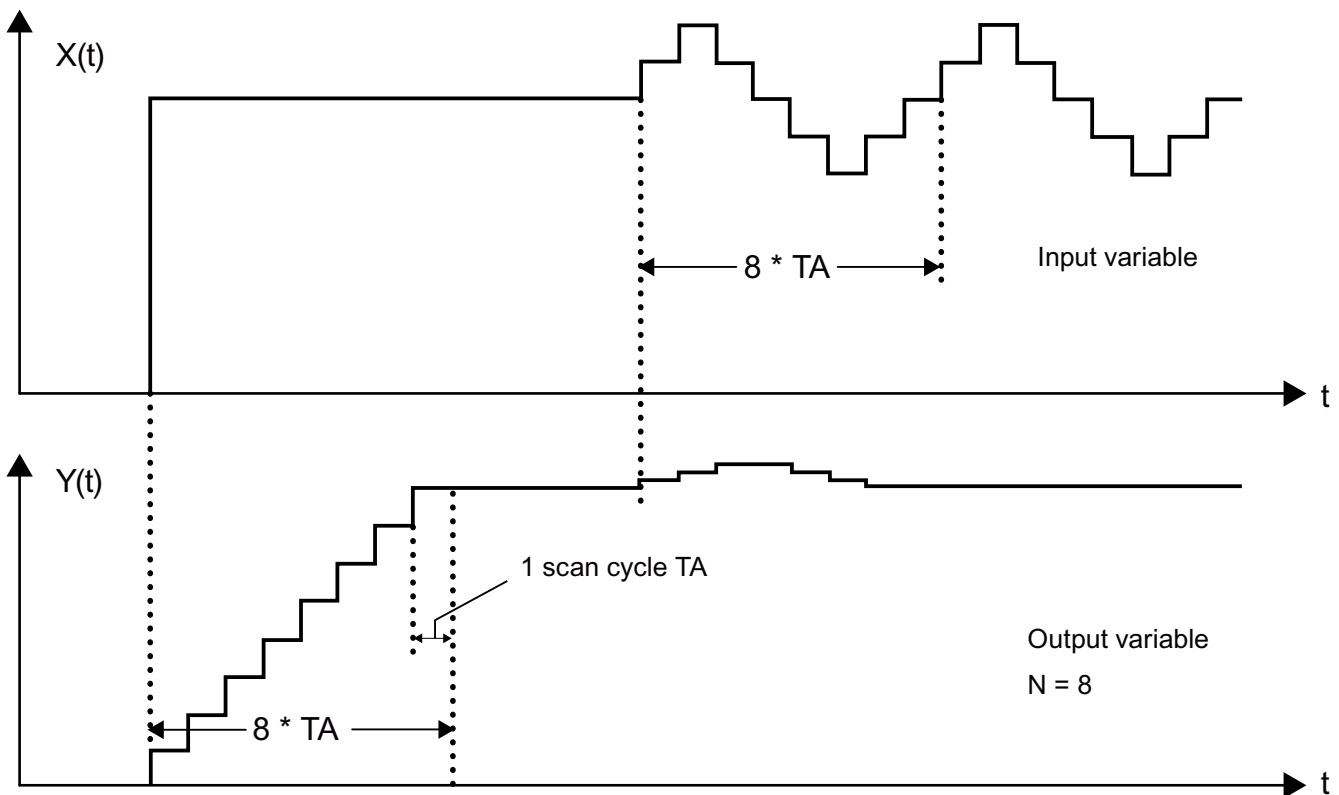 X(t)
8 * TA
Input variable
t
Y(t)
1 scan cycle TA
Output variable
N = 8
8 * TA
t